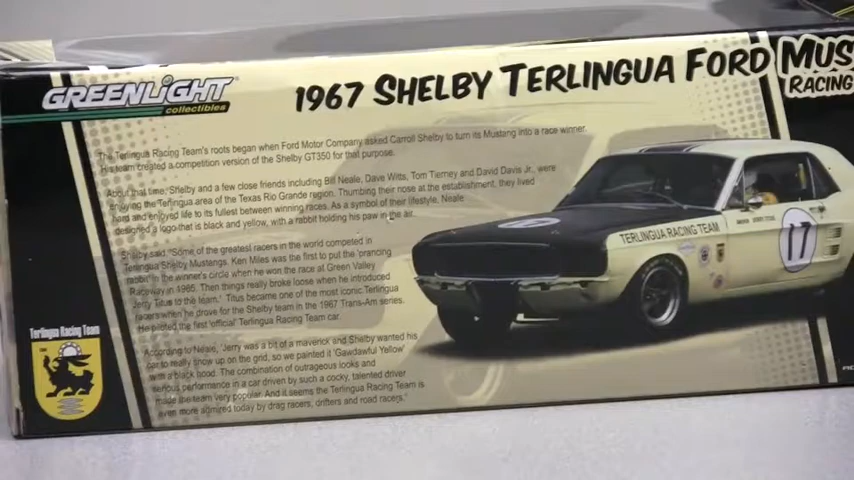 GREENLIGHT
collectibles
1967 SHELBY TERLINGUA FORD MUS
RACING
The Terlingua Racing Team's roots began when Ford Motor Company asked Carroll Shelby to turn its Mustang into a race winner.
His team created a competition version of the Shelby GT350 for that purpose.
About that time, Shelby and a few close friends including Bill Neale, Dave Witts, Tom Tierney and David Davis Jr., were
enjoying the Terlingua area of the Texas Rio Grande Region. Thumbing their nose at the establishment, they lived
hard and enjoyed life to its fullest between winning races. As a symbol of their lifestyle, Neale
designed a logo that is black and yellow, with a rabbit holding his paw in the air.
Shelby said "Some of the greatest racers in the world competed in
Terlingua Shelby Mustangs. Ken Miles was the first to put the 'prancing
rabbit' in the winner's circle when he won the race at Green Valley
Raceway in 1965. Then things really broke loose when he introduced
Jerry Titus to the team." Titus became one of the most iconic Terlingua
racers when he drove for Shelby in the 1967 Trans-Am series.
He piloted the first 'official' Terlingua Racing Team car.
According to Neale, "Jerry was a bit of a maverick and Shelby wanted his
car to really show up on the grid, so we painted it 'Gawdawful Yellow'
with a black hood. The combination of outrageous looks and
serious performance in a car driven by such a cocky, talented driver
made the team very popular. And it seems the Terlingua Racing Team is
even more admired today by drag racers, drifters and road racers."
Terlingua Racing Team
TERLINGUA RACING TEAM
17